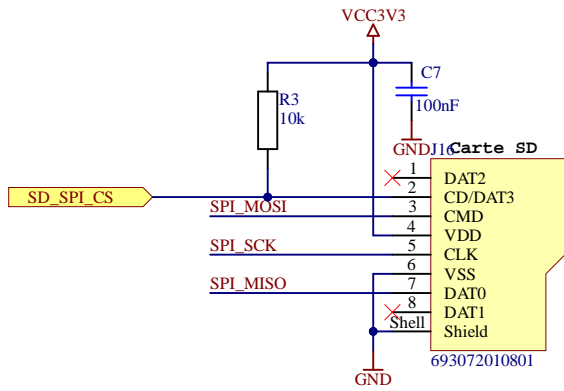 VCC3V3
C7
100nF
R3
10k
GND
J16
Carte SD
1
DAT2
SD_SPI_CS
2
CD/DAT3
SPI_MOSI
3
CMD
4
VDD
SPI_SCK
5
CLK
6
VSS
SPI_MISO
7
DAT0
8
DAT1
Shell
Shield
693072010801
GND